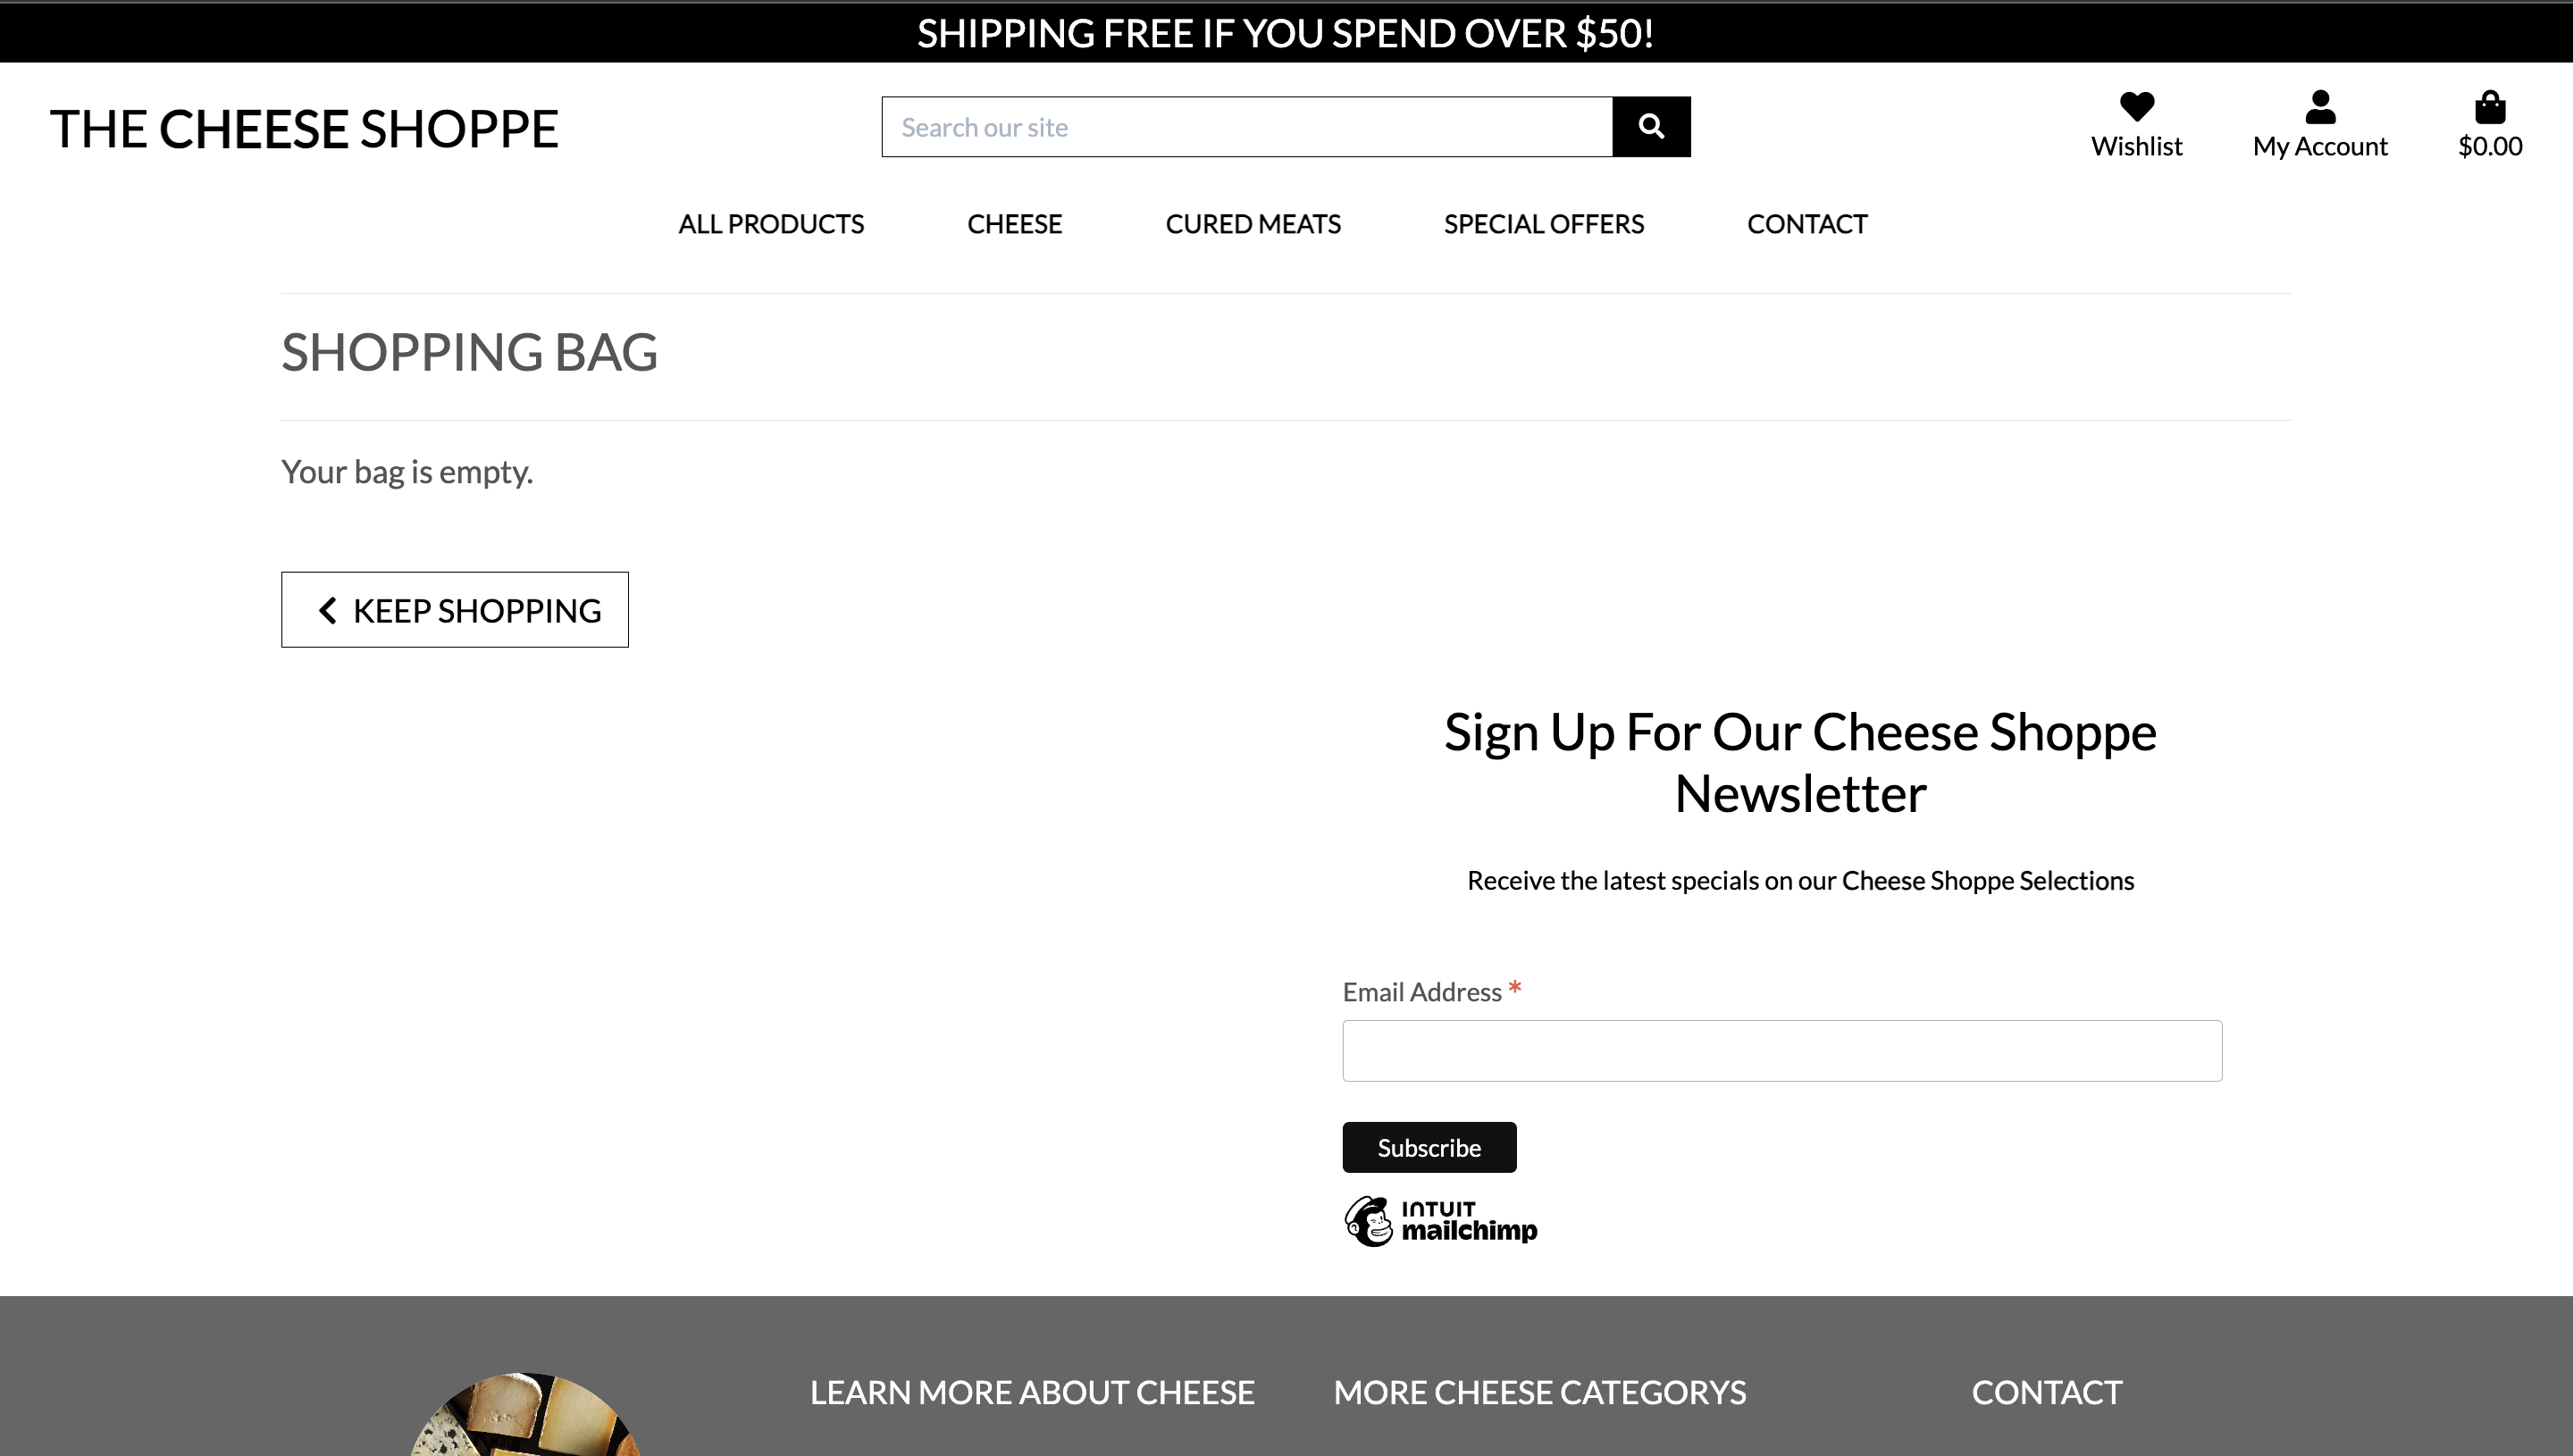 SHIPPING FREE IF YOU SPEND OVER $50!
THE CHEESE SHOPPE
Search our site
Wishlist
My Account
$0.00
ALL PRODUCTS
CHEESE
CURED MEATS
SPECIAL OFFERS
CONTACT
SHOPPING BAG
Your bag is empty.
KEEP SHOPPING
Sign Up For Our Cheese Shoppe
Newsletter
Receive the latest specials on our Cheese Shoppe Selections
Email Address *
Subscribe
INTUIT
mailchimp
LEARN MORE ABOUT CHEESE
MORE CHEESE CATEGORYS
CONTACT